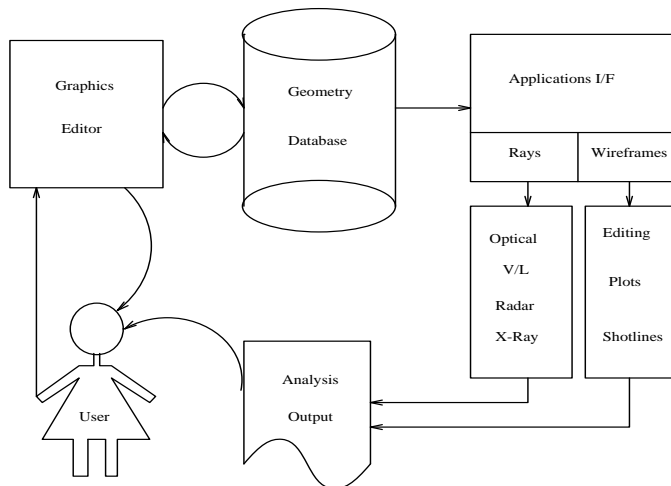 Graphics
Editor
Geometry
Database
Applications I/F
Rays
Wireframes
Optical
V/L
Radar
X-Ray
Editing
Plots
Shotlines
User
Analysis
Output